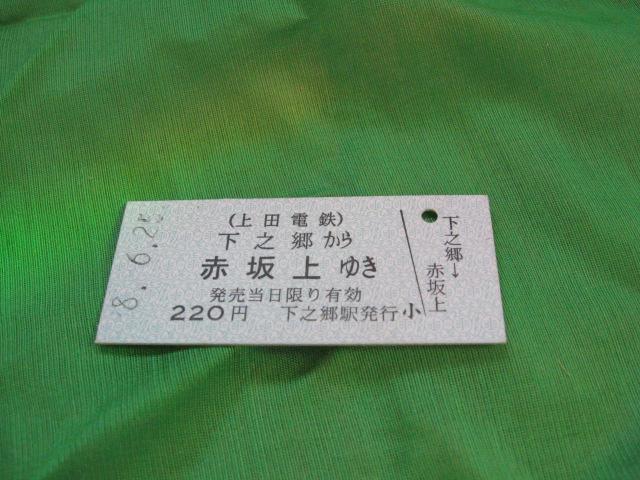 (上田電鉄)
下之郷から
赤坂上ゆき
発売当日限り有効
220円 下之郷駅発行 小
下之郷→赤坂上